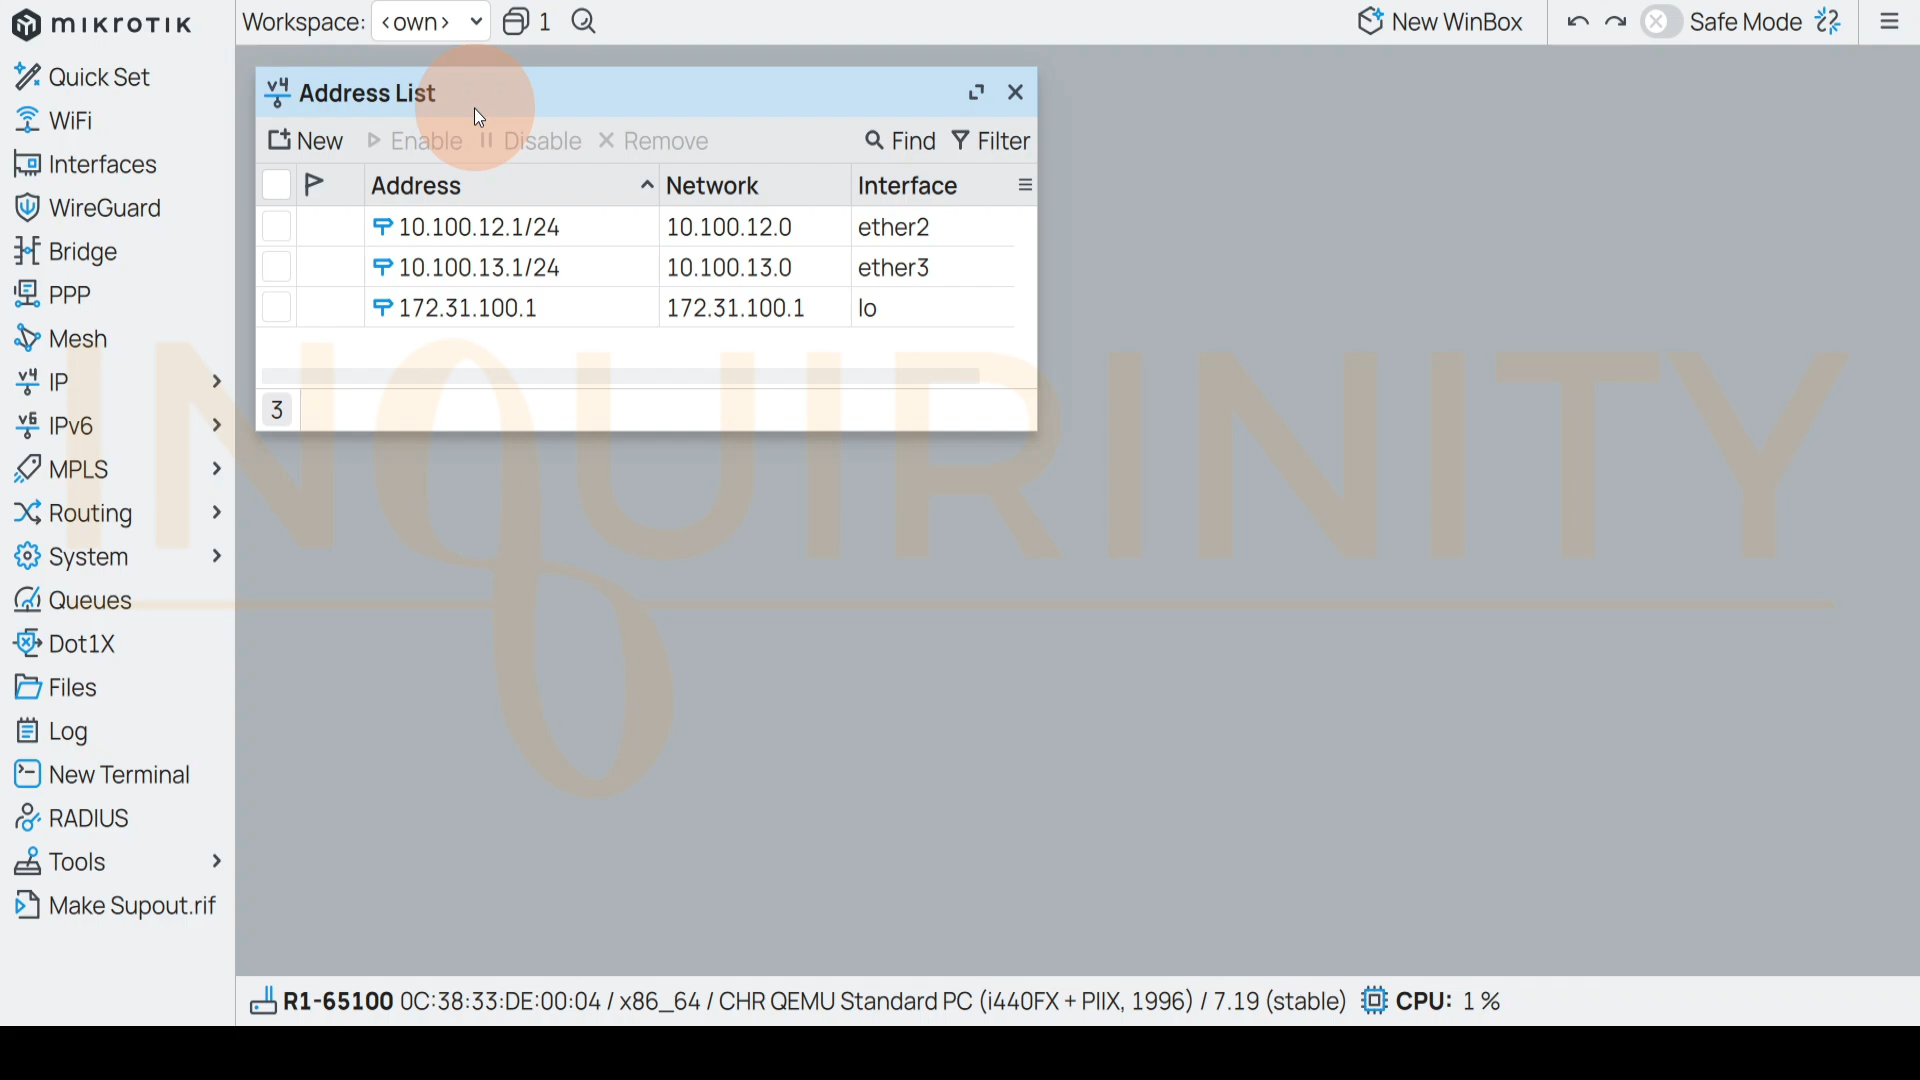 MIKROTIK
Workspace: <own> 1
New WinBox
Safe Mode
Quick Set
WiFi
Interfaces
WireGuard
Bridge
PPP
Mesh
IP
IPv6
MPLS
Routing
System
Queues
Dot1X
Files
Log
New Terminal
RADIUS
Tools
Make Supout.rif
v4 Address List
New Enable Disable Remove Find Filter
Address Network Interface
10.100.12.1/24 10.100.12.0 ether2
10.100.13.1/24 10.100.13.0 ether3
172.31.100.1 172.31.100.1 lo
3
INQUIRINITY
R1-65100 0C:38:33:DE:00:04 / x86_64 / CHR QEMU Standard PC (i440FX + PIIX, 1996) / 7.19 (stable) CPU: 1 %